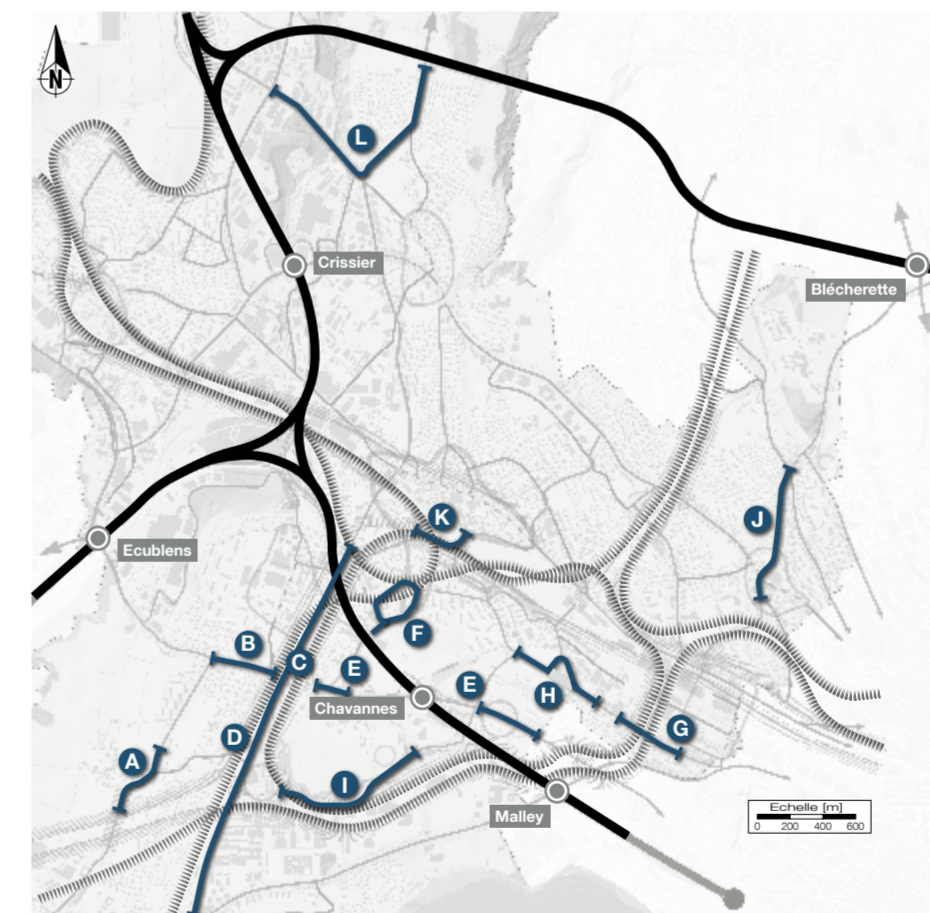 N
L
Crissier
Blécherette
K
J
Ecublens
F
B
C
E
E
H
Chavannes
G
D
A
I
Malley
Echelle [m]
0 200 400 600